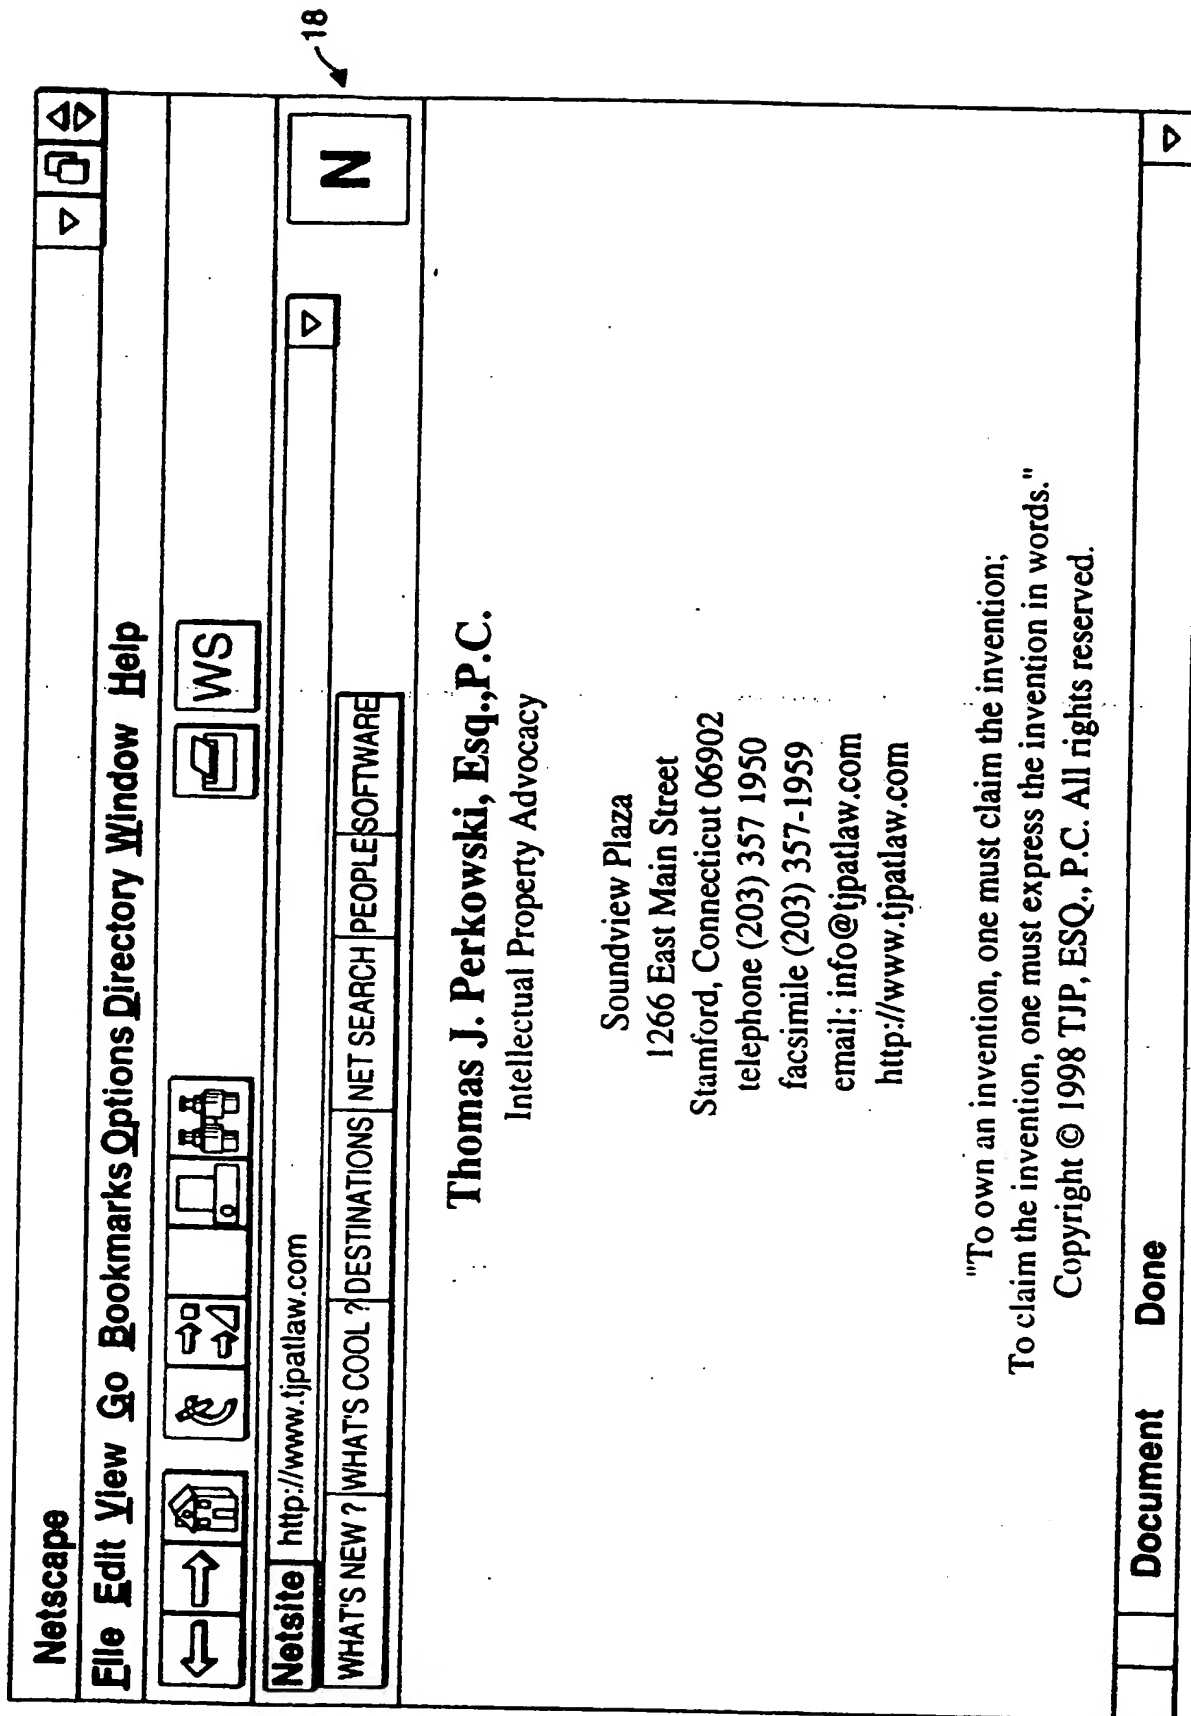 18
Netscape
File Edit View Go Bookmarks Options Directory Window Help
WS
Netsite http://www.tjpatlaw.com
N
WHAT'S NEW ? WHAT'S COOL ? DESTINATIONS NET SEARCH PEOPLE SOFTWARE
Thomas J. Perkowski, Esq.,P.C.
Intellectual Property Advocacy
Soundview Plaza
1266 East Main Street
Stamford, Connecticut 06902
telephone (203) 357 1950
facsimile (203) 357-1959
email; info@tjpatlaw.com
http://www.tjpatlaw.com
"To own an invention, one must claim the invention;
To claim the invention, one must express the invention in words."
Copyright © 1998 TJP, ESQ., P.C. All rights reserved.
Document Done